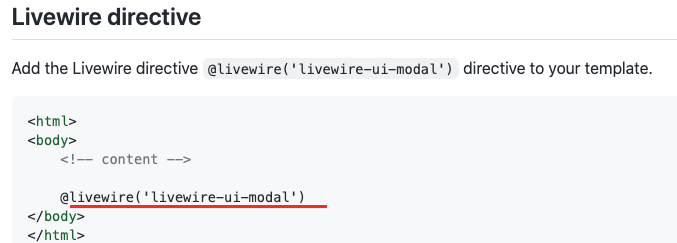 Livewire directive
Add the Livewire directive @livewire('livewire-ui-modal') directive to your template.
<html>
<body>
    <!-- content -->
    @livewire('livewire-ui-modal')
</body>
</html>